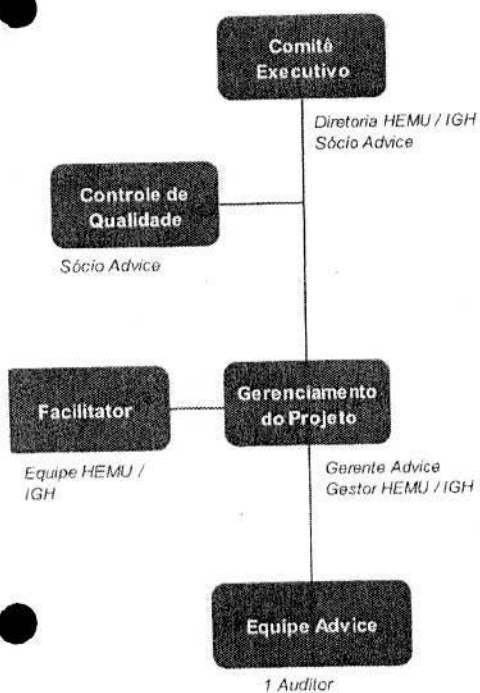 Comitê
Executivo
Diretoria HEMU / IGH
Sócio Advice
Controle de
Qualidade
Sócio Advice
Facilitator
Equipe HEMU /
IGH
Gerenciamento
do Projeto
Gerente Advice
Gestor HEMU / IGH
Equipe Advice
1 Auditor